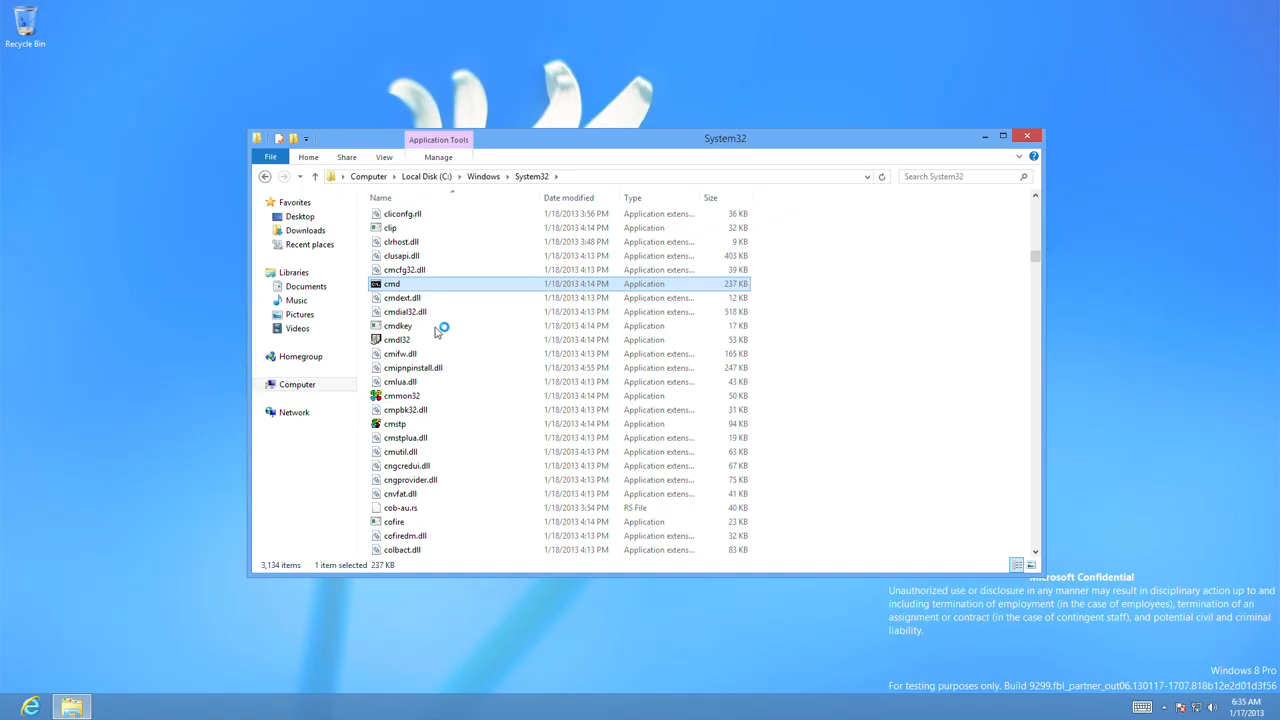 Recycle Bin
Application Tools
System32
File Home Share View Manage
Computer Local Disk (C:) Windows System32
Search System32
Favorites
Desktop
Downloads
Recent places
Libraries
Documents
Music
Pictures
Videos
Homegroup
Computer
Network
Name Date modified Type Size
cliconfg.rll 1/18/2013 3:56 PM Application extens... 36 KB
clip 1/18/2013 4:14 PM Application 32 KB
clrhost.dll 1/18/2013 3:48 PM Application extens... 9 KB
clusapi.dll 1/18/2013 4:13 PM Application extens... 403 KB
cmcfg32.dll 1/18/2013 4:13 PM Application extens... 39 KB
cmd 1/18/2013 4:14 PM Application 237 KB
cmdext.dll 1/18/2013 4:13 PM Application extens... 12 KB
cmdial32.dll 1/18/2013 4:13 PM Application extens... 518 KB
cmdkey 1/18/2013 4:14 PM Application 17 KB
cmdl32 1/18/2013 4:14 PM Application 53 KB
cmifw.dll 1/18/2013 4:13 PM Application extens... 165 KB
cmipnpinstall.dll 1/18/2013 4:55 PM Application extens... 247 KB
cmlua.dll 1/18/2013 4:13 PM Application extens... 43 KB
cmmon32 1/18/2013 4:14 PM Application 50 KB
cmpbk32.dll 1/18/2013 4:13 PM Application extens... 31 KB
cmstp 1/18/2013 4:14 PM Application 94 KB
cmstplua.dll 1/18/2013 4:13 PM Application extens... 19 KB
cmutil.dll 1/18/2013 4:13 PM Application extens... 63 KB
cngcredui.dll 1/18/2013 4:13 PM Application extens... 67 KB
cngprovider.dll 1/18/2013 4:13 PM Application extens... 75 KB
cnvfat.dll 1/18/2013 4:13 PM Application extens... 41 KB
cob-au.rs 1/18/2013 3:54 PM RS File 40 KB
cofire 1/18/2013 4:14 PM Application 23 KB
cofiredm.dll 1/18/2013 4:13 PM Application extens... 32 KB
colbact.dll 1/18/2013 4:13 PM Application extens... 83 KB
3,134 items 1 item selected 237 KB
Microsoft Confidential
Unauthorized use or disclosure in any manner may result in disciplinary action up to and
including termination of employment (in the case of employees), termination of an
assignment or contract (in the case of contingent staff), and potential civil and criminal
liability.
Windows 8 Pro
For testing purposes only. Build 9299.fbl_partner_out06.130117-1707.818b12e2d01d3f56
6:35 AM
1/17/2013